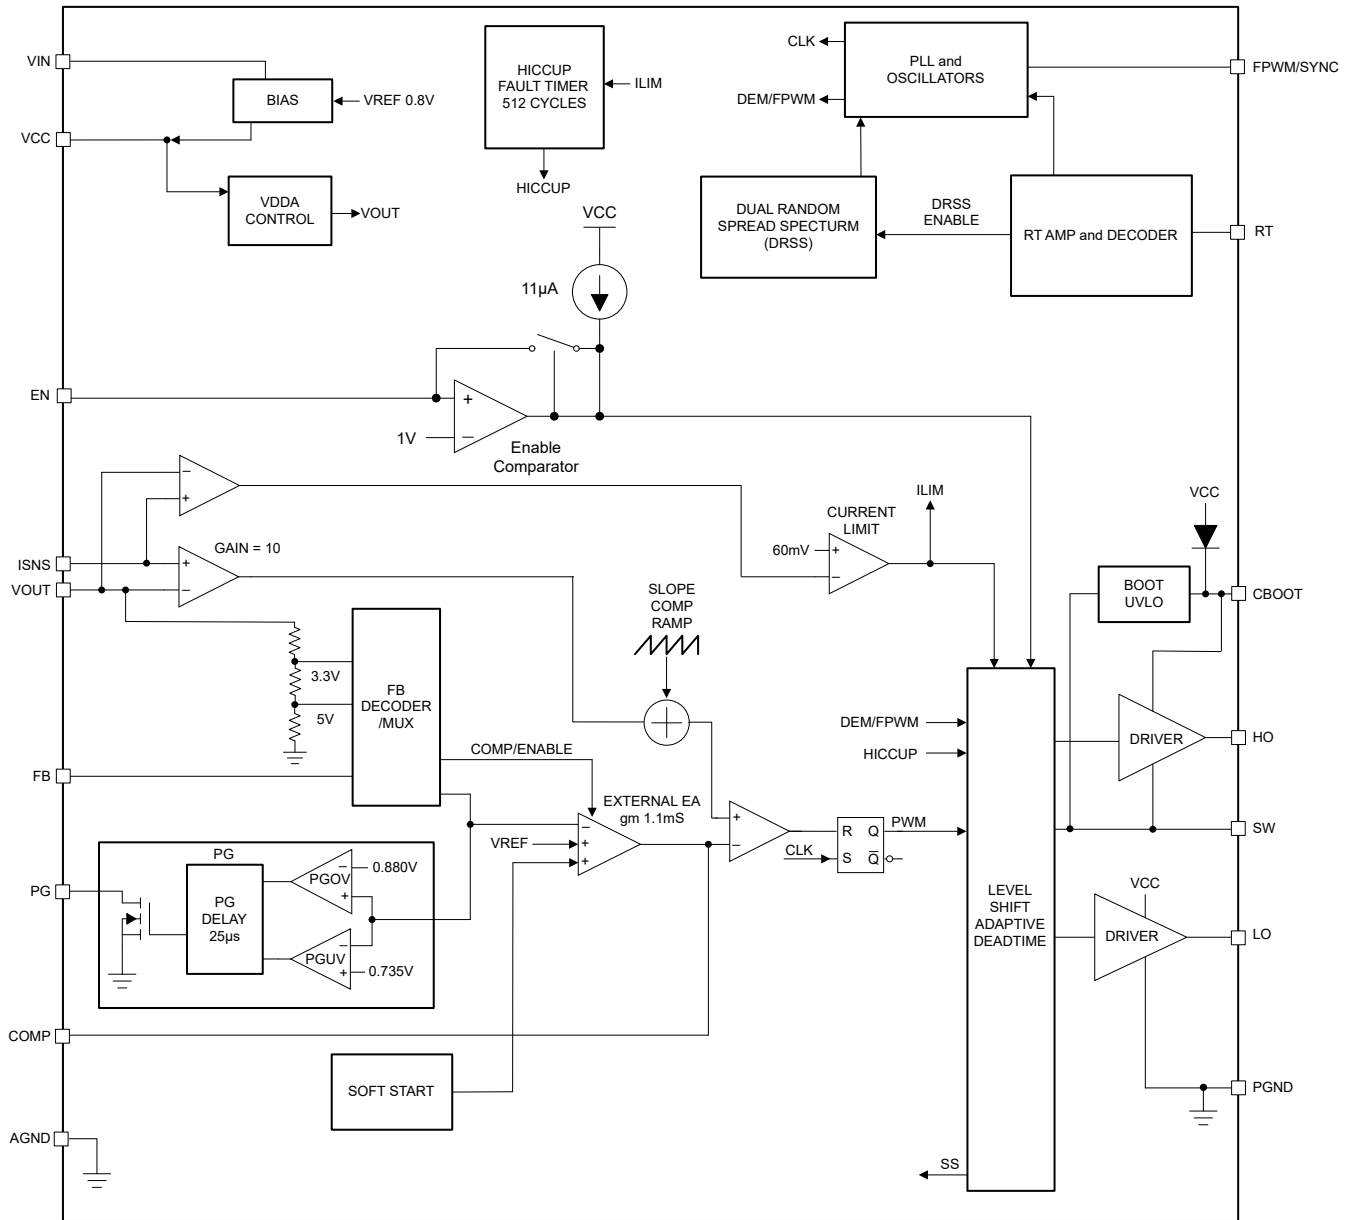 VIN
BIAS
VREF 0.8V
VCC
VDDA
CONTROL
VOUT
HICCUP
FAULT TIMER
512 CYCLES
ILIM
HICCUP
CLK
DEM/FPWM
PLL and
OSCILLATORS
FPWM/SYNC
DUAL RANDOM
SPREAD SPECTURM
(DRSS)
DRSS
ENABLE
RT AMP and DECODER
RT
VCC
11µA
EN
+
1V
−
Enable
Comparator
−
+
ISNS
VOUT
GAIN = 10
+
−
CURRENT
LIMIT
60mV
+
−
ILIM
VCC
BOOT
UVLO
CBOOT
SLOPE
COMP
RAMP
3.3V
5V
FB
DECODER
/MUX
FB
COMP/ENABLE
EXTERNAL EA
gm 1.1mS
−
VREF
+
+
+
−
R
Q
S
Q
PWM
CLK
DEM/FPWM
HICCUP
DRIVER
HO
SW
LEVEL
SHIFT
ADAPTIVE
DEADTIME
VCC
DRIVER
LO
PG
PG
PG
DELAY
25µs
PGOV
−
+
0.880V
PGUV
−
+
0.735V
COMP
SOFT START
PGND
AGND
SS